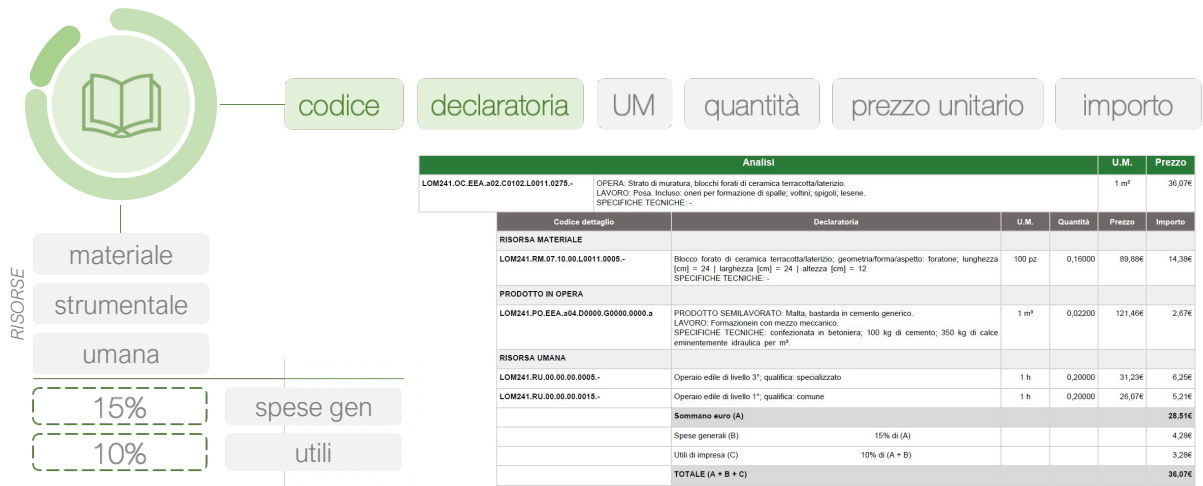 codice declaratoria UM quantità prezzo unitario importo
Analisi U.M. Prezzo
LOM241.OC.EEA.a02.C0102.L0011.0275.- OPERA: Strato di muratura, blocchi forati di ceramica terracotta/laterizio. 1 m² 36,07€
LAVORO: Posa. Incluso: oneri per formazione di spalle; voltini; spigoli; lesene.
SPECIFICHE TECNICHE: -
Codice dettaglio Declaratoria U.M. Quantità Prezzo Importo
RISORSA MATERIALE
LOM241.RM.07.10.00.L0011.0005.- Blocco forato di ceramica terracotta/laterizio; geometria/forma/aspetto: foratone; lunghezza 100 pz 0,16000 89,88€ 14,38€
[cm] = 24 | larghezza [cm] = 24 | altezza [cm] = 12
SPECIFICHE TECNICHE: -
PRODOTTO IN OPERA
LOM241.PO.EEA.a04.D0000.G0000.0000.a PRODOTTO SEMILAVORATO: Malta, bastarda in cemento generico. 1 m³ 0,02200 121,46€ 2,67€
LAVORO: Formazionein con mezzo meccanico.
SPECIFICHE TECNICHE: confezionata in betoniera; 100 kg di cemento; 350 kg di calce
eminentemente idraulica per m³.
RISORSA UMANA
LOM241.RU.00.00.00.0005.- Operaio edile di livello 3°; qualifica: specializzato 1 h 0,20000 31,23€ 6,25€
LOM241.RU.00.00.00.0015.- Operaio edile di livello 1°; qualifica: comune 1 h 0,20000 26,07€ 5,21€
Sommano euro (A) 28,51€
Spese generali (B) 15% di (A) 4,28€
Utili di impresa (C) 10% di (A + B) 3,28€
TOTALE (A + B + C) 36,07€
RISORSE
materiale
strumentale
umana
15% spese gen
10% utili